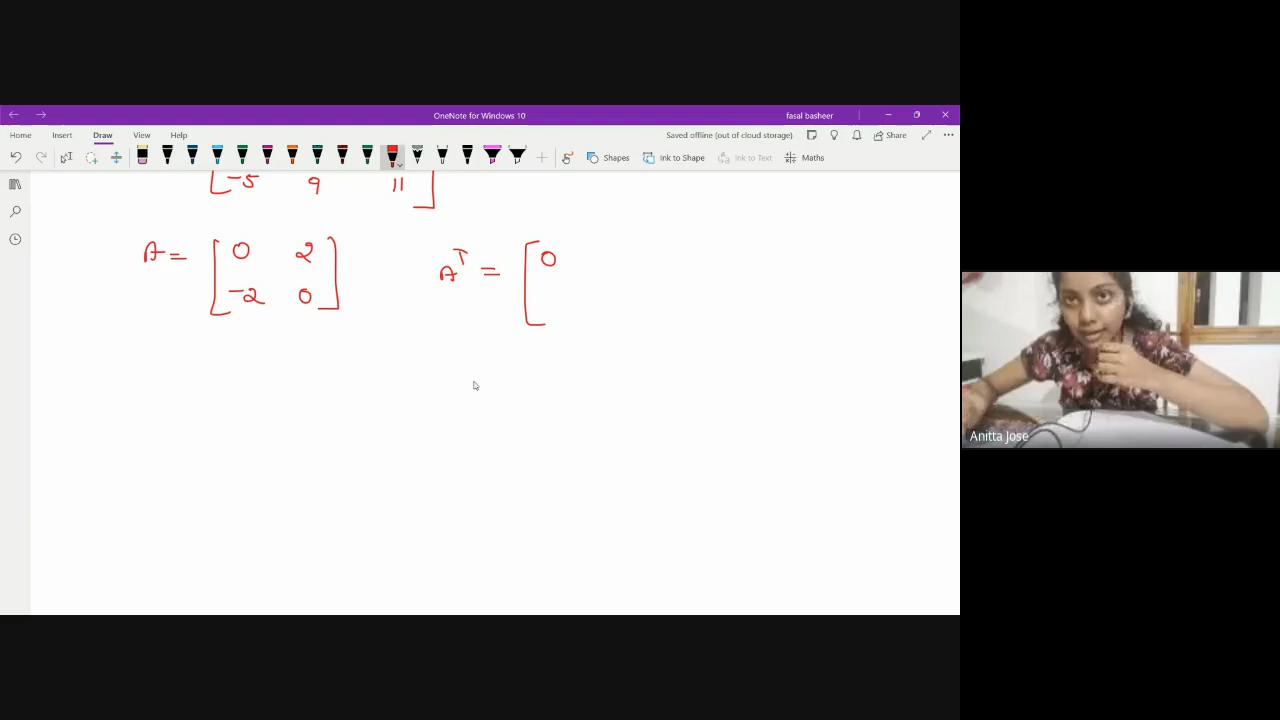 OneNote for Windows 10 fasal basheer
Home Insert Draw View Help Saved offline (out of cloud storage) Share
Shapes Ink to Shape Ink to Text Maths
-5 9 11
A = [ 0 2
-2 0 ]
A^T = [ 0
Anitta Jose